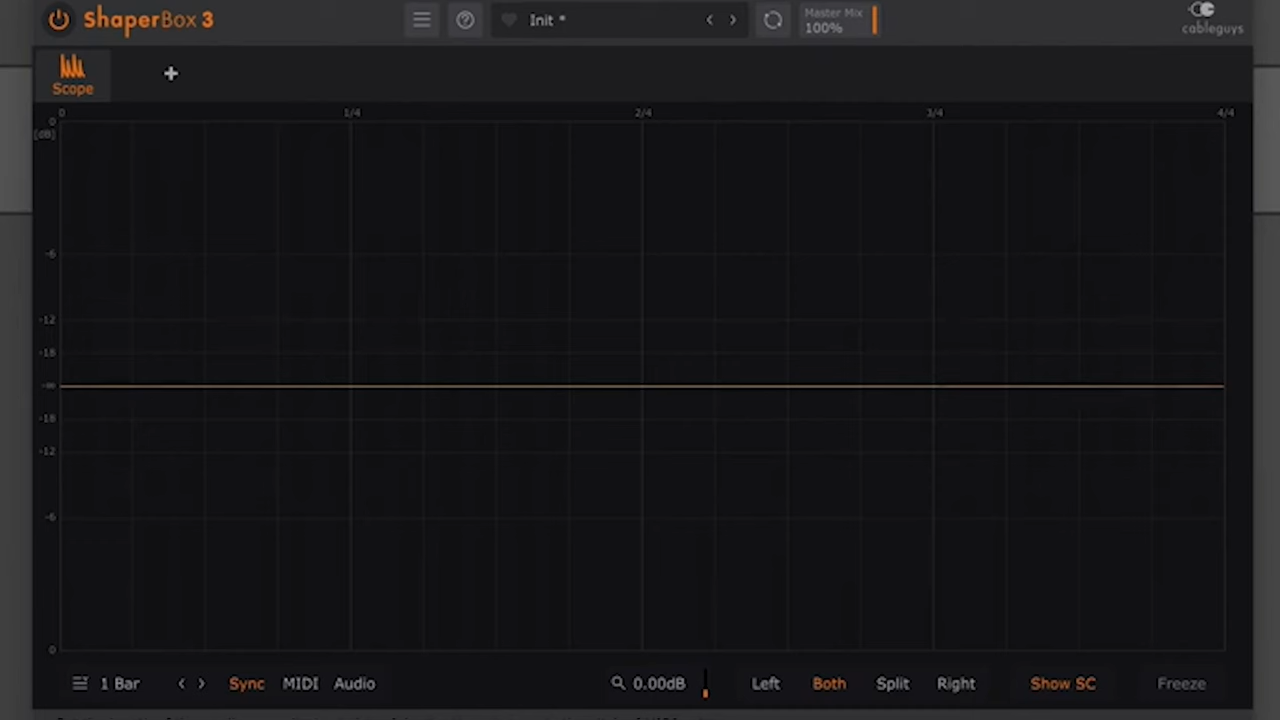 ShaperBox 3
Init *
Master Mix
100%
cableguys
Scope
0 1/4 2/4 3/4 4/4
0
[dB]
-6
-12
-18
-∞
-18
-12
-6
0
1 Bar
Sync MIDI Audio
0.00dB
Left Both Split Right
Show SC
Freeze